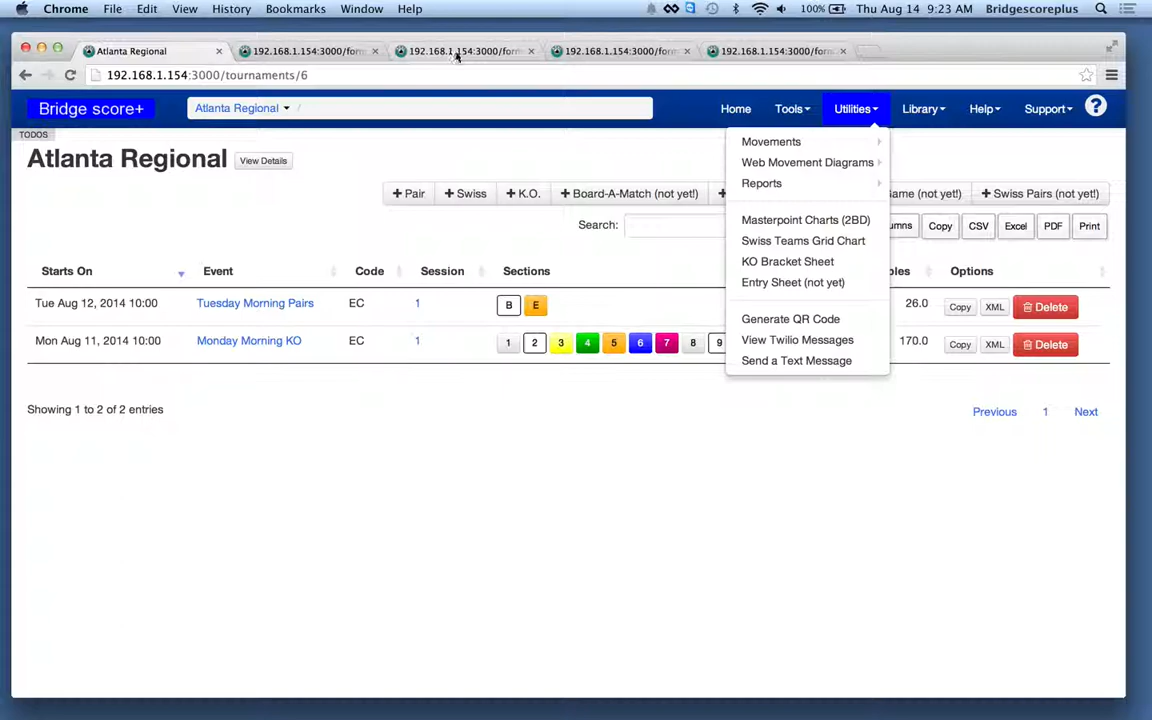 Chrome File Edit View History Bookmarks Window Help 100% Thu Aug 14 9:23 AM Bridgescoreplus
Atlanta Regional 192.168.1.154:3000/form 192.168.1.154:3000/form 192.168.1.154:3000/form 192.168.1.154:3000/form
192.168.1.154:3000/tournaments/6
Bridge score+ Atlanta Regional / Home Tools Utilities Library Help Support ?
TODOS
Movements
Atlanta Regional View Details
Web Movement Diagrams
Reports
+ Pair + Swiss + K.O. + Board-A-Match (not yet!) + Game (not yet!) + Swiss Pairs (not yet!)
Masterpoint Charts (2BD)
Search: Copy CSV Excel PDF Print
Swiss Teams Grid Chart
KO Bracket Sheet
Starts On Event Code Session Sections Options
Entry Sheet (not yet)
Tue Aug 12, 2014 10:00 Tuesday Morning Pairs EC 1 B E 26.0 Copy XML Delete
Generate QR Code
Mon Aug 11, 2014 10:00 Monday Morning KO EC 1 1 2 3 4 5 6 7 8 9 170.0 Copy XML Delete
View Twilio Messages
Send a Text Message
Showing 1 to 2 of 2 entries Previous 1 Next